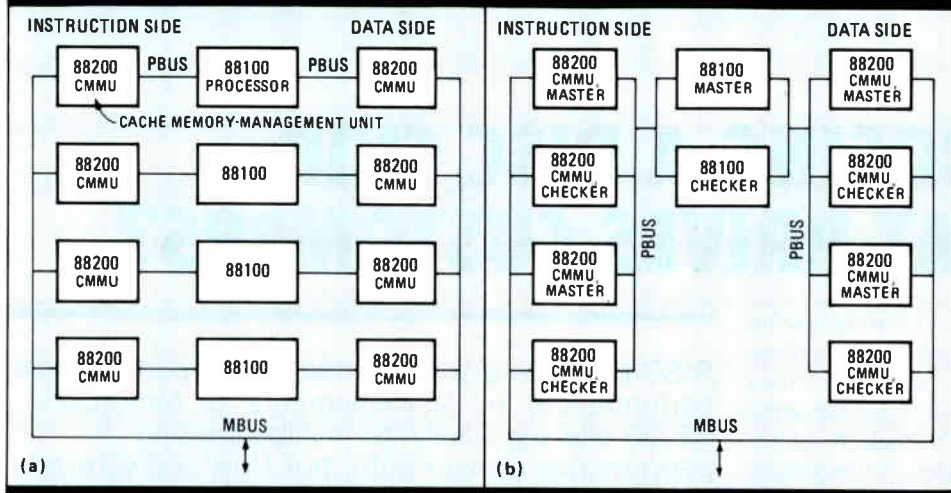 INSTRUCTION SIDE
DATA SIDE
88200
CMMU
PBUS
88100
PROCESSOR
PBUS
88200
CMMU
CACHE MEMORY-MANAGEMENT UNIT
88200
CMMU
88100
88200
CMMU
88200
CMMU
88100
88200
CMMU
88200
CMMU
88100
88200
CMMU
MBUS
(a)
INSTRUCTION SIDE
DATA SIDE
88200
CMMU,
MASTER
88100
MASTER
88200
CMMU,
MASTER
88200
CMMU,
CHECKER
88100
CHECKER
88200
CMMU,
CHECKER
PBUS
PBUS
88200
CMMU,
MASTER
88200
CMMU,
MASTER
88200
CMMU,
CHECKER
88200
CMMU,
CHECKER
MBUS
(b)